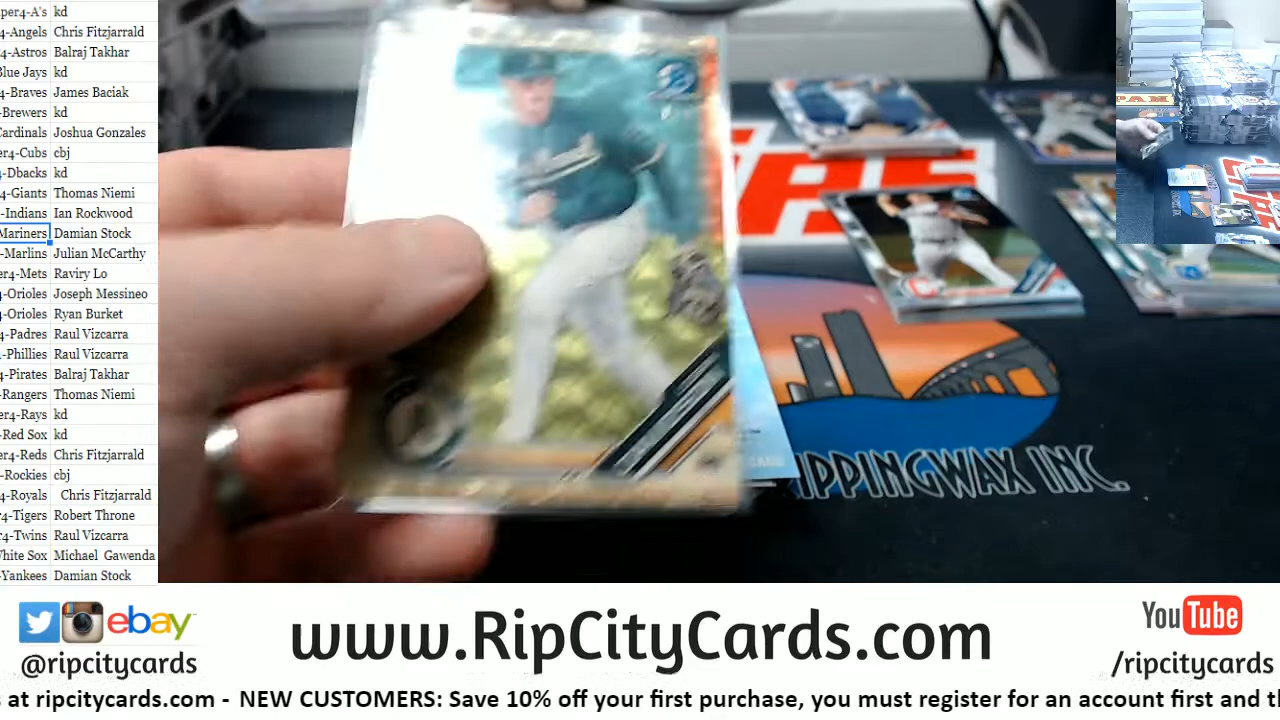 per4-A's kd
-Angels Chris Fitzjarrald
4-Astros Balraj Takhar
Blue Jays kd
4-Braves James Baciak
-Brewers kd
Cardinals Joshua Gonzales
er4-Cubs cbj
4-Dbacks kd
4-Giants Thomas Niemi
-Indians Ian Rockwood
Mariners Damian Stock
-Marlins Julian McCarthy
er4-Mets Raviry Lo
-Orioles Joseph Messineo
-Orioles Ryan Burket
-Padres Raul Vizcarra
-Phillies Raul Vizcarra
-Pirates Balraj Takhar
-Rangers Thomas Niemi
er4-Rays kd
-Red Sox kd
er4-Reds Chris Fitzjarrald
-Rockies cbj
4-Royals Chris Fitzjarrald
r4-Tigers Robert Throne
r4-Twins Raul Vizcarra
White Sox Michael Gawenda
-Yankees Damian Stock
PPS
IPPINGWAX INC.
ebay
@ripcitycards
www.RipCityCards.com
YouTube
/ripcitycards
s at ripcitycards.com - NEW CUSTOMERS: Save 10% off your first purchase, you must register for an account first and th